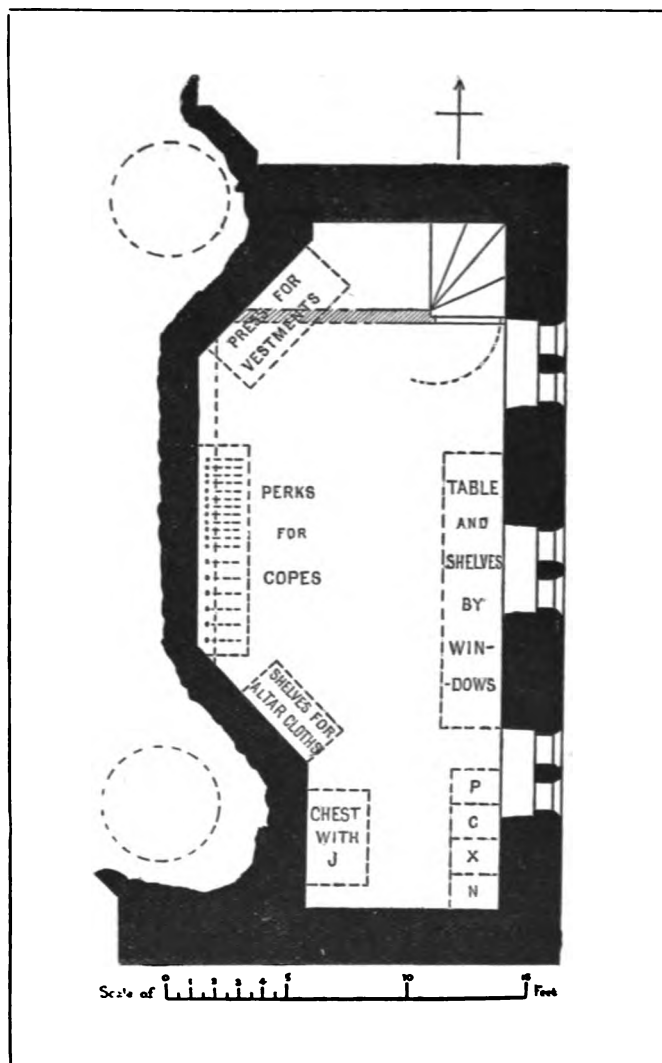 PRESS FOR
VESTMENTS
PERKS
FOR
COPES
TABLE
AND
SHELVES
BY
WIN-
-DOWS
SHELVES FOR
ALTAR CLOTHS
CHEST
WITH
J
P
C
X
N
Scale of 0 1 2 3 4 5 10 15 Feet